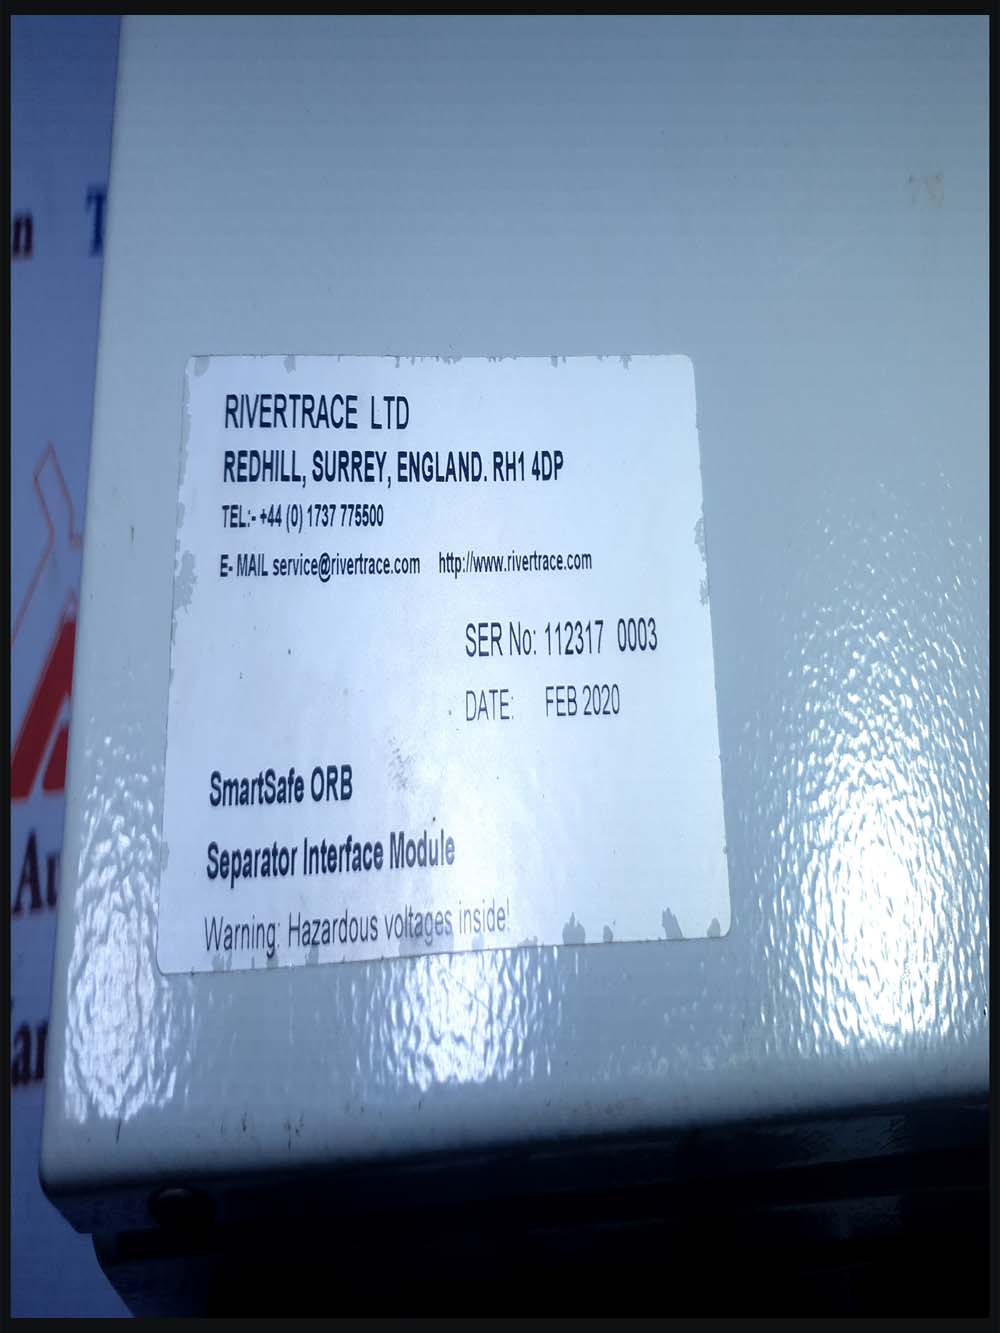 RIVERTRACE LTD
REDHILL, SURREY, ENGLAND. RH1 4DP
TEL:- +44 (0) 1737 775500
E- MAIL service@rivertrace.com http://www.rivertrace.com
SER No: 112317 0003
DATE: FEB 2020
SmartSafe ORB
Separator Interface Module
Warning: Hazardous voltages inside!